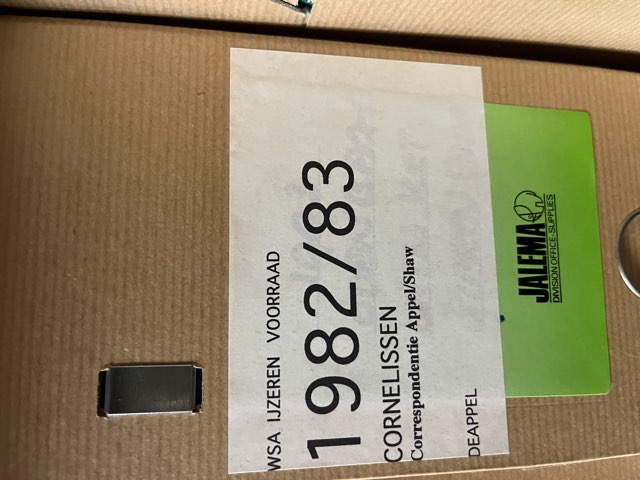 WSA IJZEREN VOORRAAD
1982/83
CORNELISSEN
Correspondentie Appel/Shaw
DEAPPEL
JALEMA
DIVISION OFFICE-SUPPLIES